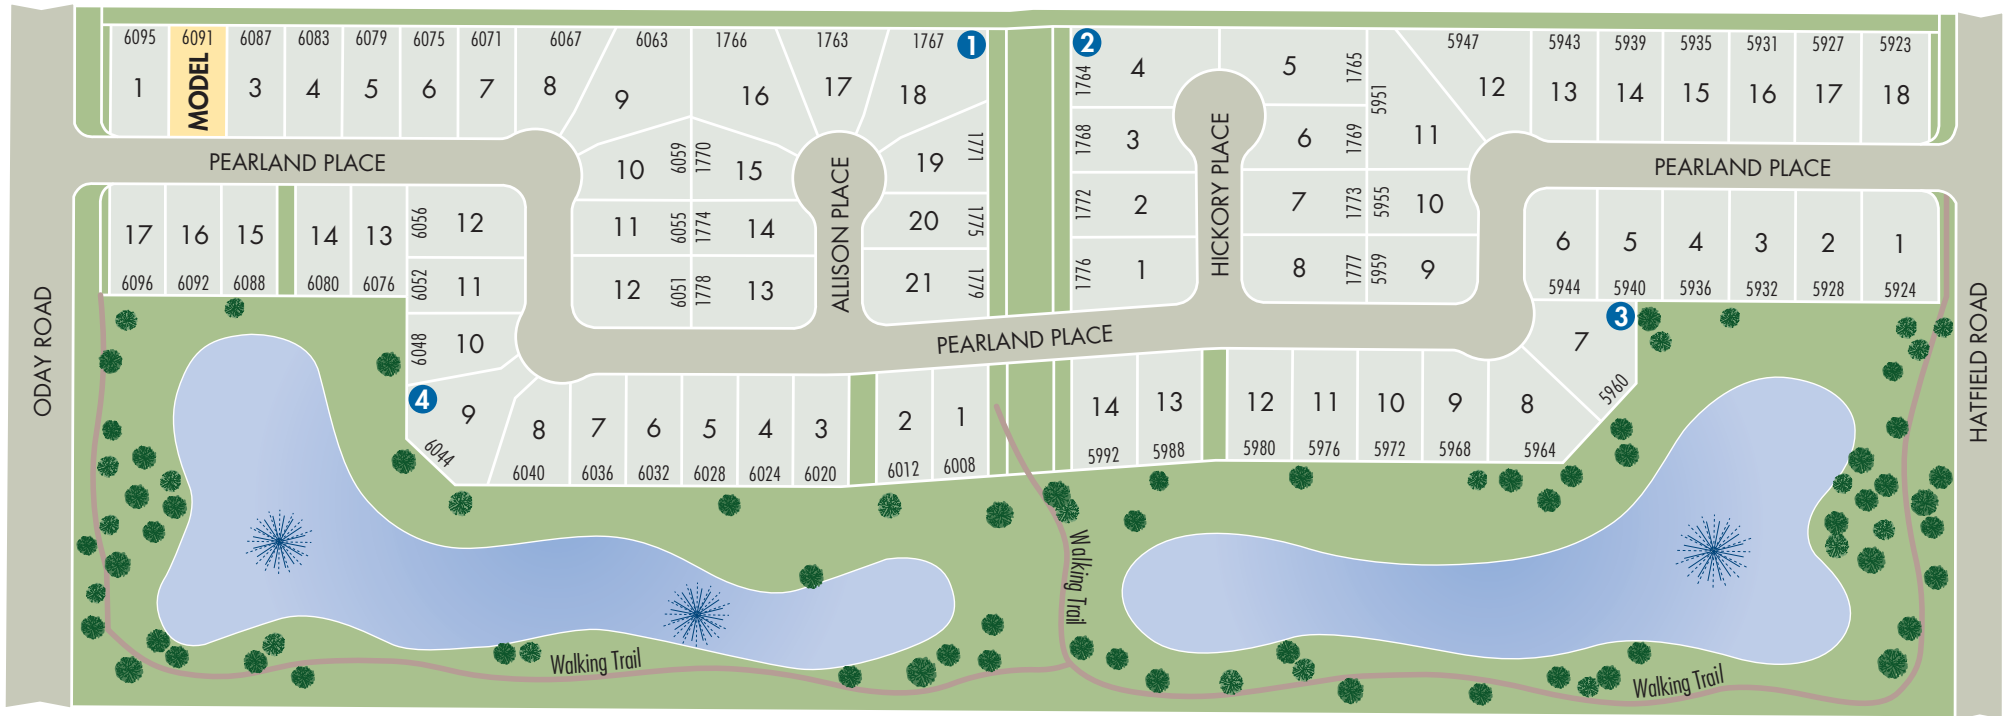 6095 6091 6087 6083 6079 6075 6071 6067 6063 1766 1763 1767 1
1 MODEL 3 4 5 6 7 8 9 16 17 18
2 1764 4 5 1765 5951 5947 5943 5939 5935 5931 5927 5923
12 13 14 15 16 17 18
PEARLAND PLACE
10 6059 1770 15 ALLISON PLACE 19 1771
1768 3 HICKORY PLACE 6 1769 11
PEARLAND PLACE
17 16 15 14 13 6056 12
6096 6092 6088 6080 6076 6052 11
11 6055 1774 14 20 1775
12 6051 1778 13 21 1779
1772 2 7 1773 5955 10
1776 1 8 1777 5959 9
6 5 4 3 2 1
5944 5940 5936 5932 5928 5924
ODAY ROAD
HATFIELD ROAD
6048 10
PEARLAND PLACE
7 3
5960
4 9
6044
8 7 6 5 4 3 2 1
6040 6036 6032 6028 6024 6020 6012 6008
14 13 12 11 10 9 8
5992 5988 5980 5976 5972 5968 5964
Walking Trail
Walking Trail
Walking Trail